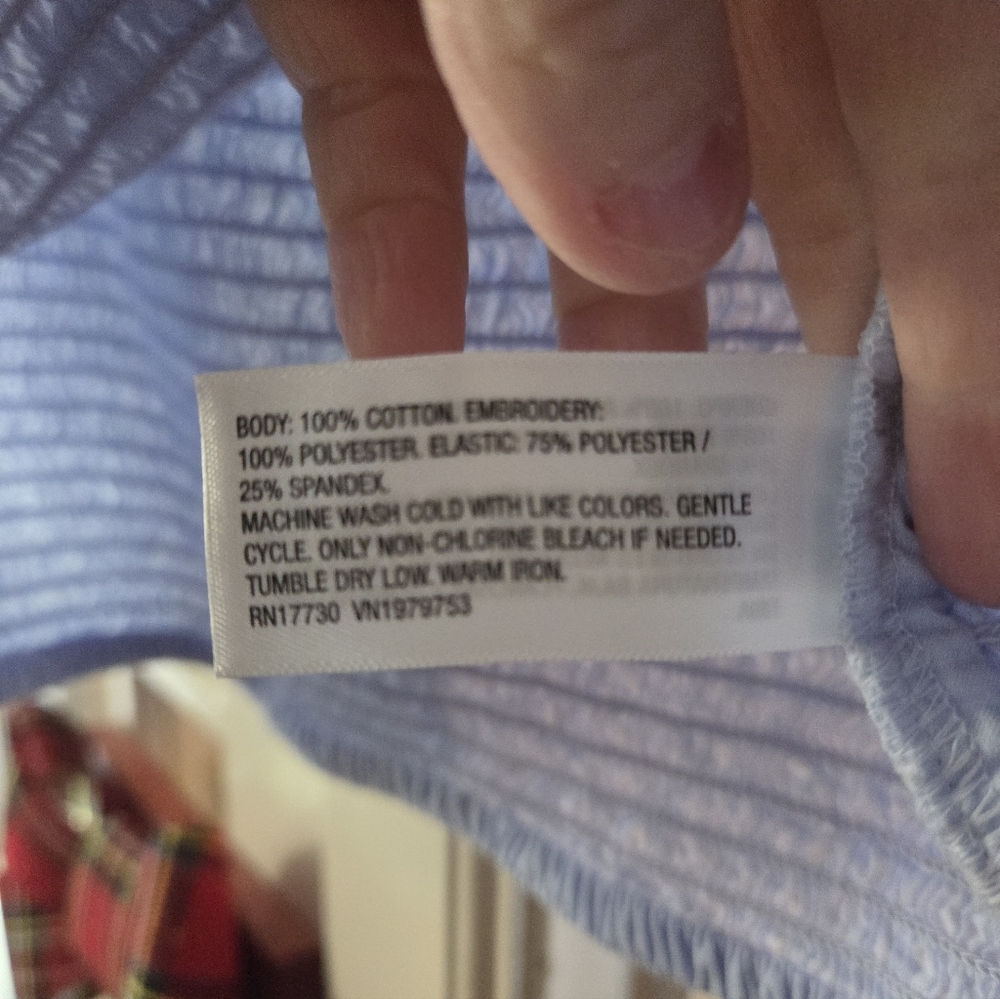 BODY: 100% COTTON. EMBROIDERY:
100% POLYESTER. ELASTIC: 75% POLYESTER /
25% SPANDEX.
MACHINE WASH COLD WITH LIKE COLORS. GENTLE
CYCLE. ONLY NON-CHLORINE BLEACH IF NEEDED.
TUMBLE DRY LOW. WARM IRON.
RN17730 VN1979753